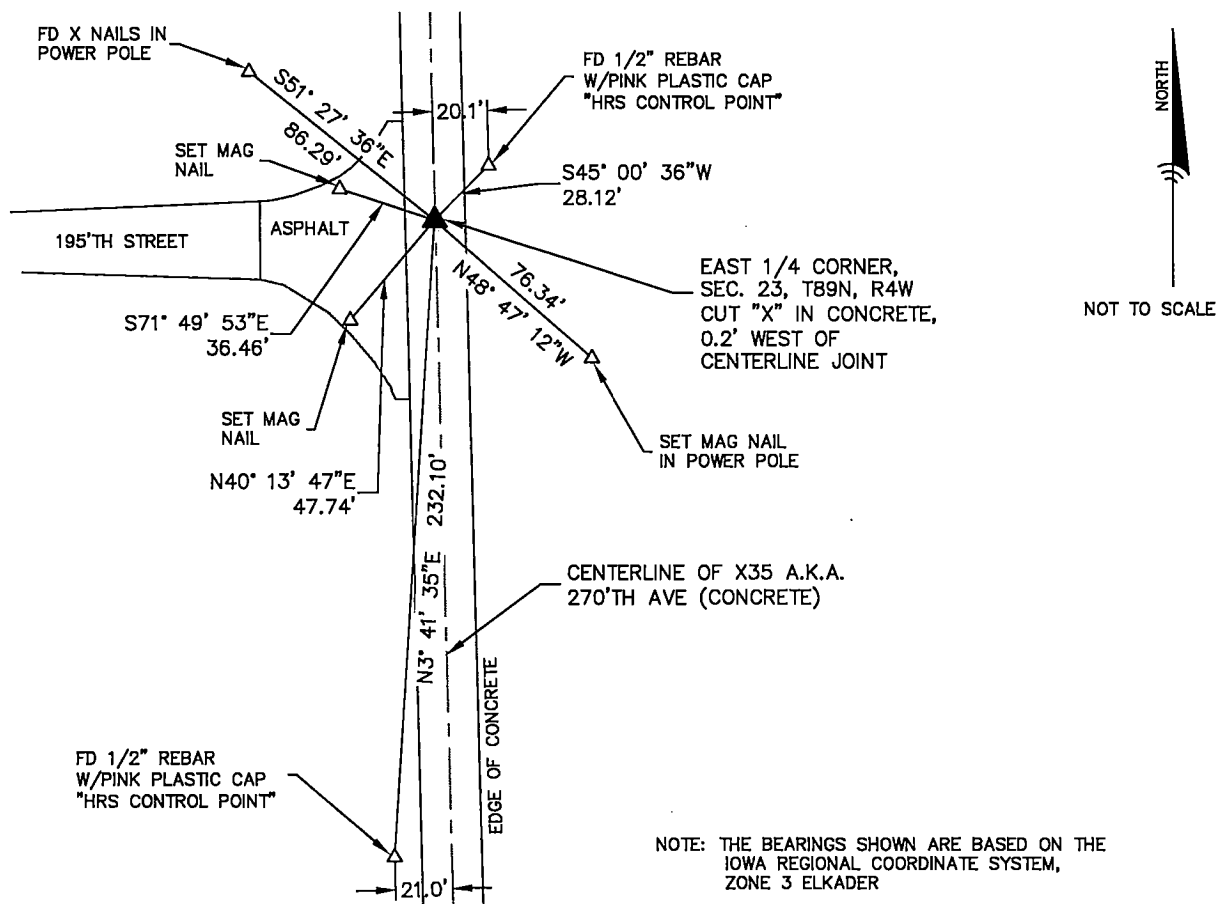 FD X NAILS IN
POWER POLE
S51° 27' 36"E
86.29'
20.1'
FD 1/2" REBAR
W/PINK PLASTIC CAP
"HRS CONTROL POINT"
NORTH
SET MAG
NAIL
S45° 00' 36"W
28.12'
195'TH STREET
ASPHALT
EAST 1/4 CORNER,
SEC. 23, T89N, R4W
CUT "X" IN CONCRETE,
0.2' WEST OF
CENTERLINE JOINT
76.34'
N48° 47' 12"W
NOT TO SCALE
S71° 49' 53"E
36.46'
SET MAG
NAIL
SET MAG NAIL
IN POWER POLE
N40° 13' 47"E
47.74'
N3° 41' 35"E 232.10'
CENTERLINE OF X35 A.K.A.
270'TH AVE (CONCRETE)
EDGE OF CONCRETE
FD 1/2" REBAR
W/PINK PLASTIC CAP
"HRS CONTROL POINT"
21.0'
NOTE: THE BEARINGS SHOWN ARE BASED ON THE
IOWA REGIONAL COORDINATE SYSTEM,
ZONE 3 ELKADER